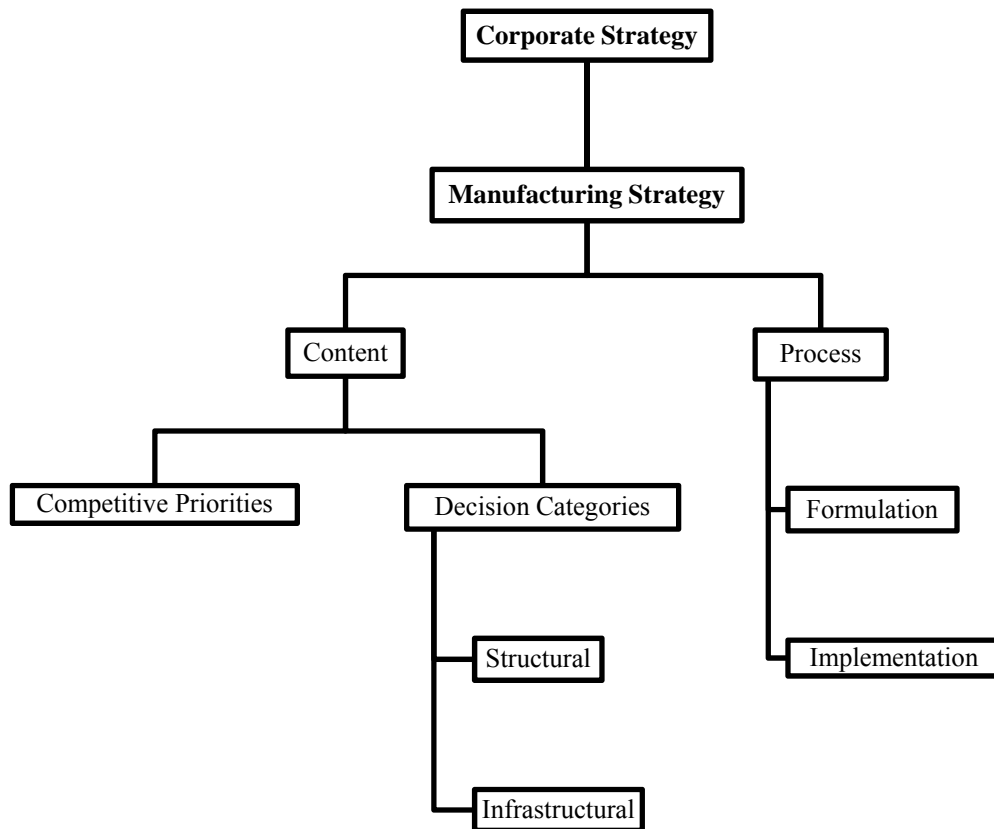 Corporate Strategy
Manufacturing Strategy
Content
Process
Competitive Priorities
Decision Categories
Formulation
Structural
Implementation
Infrastructural